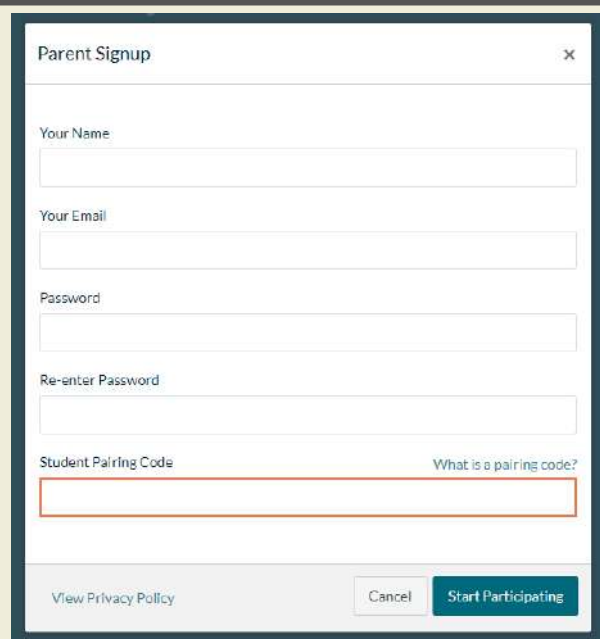 Parent Signup ×
Your Name
Your Email
Password
Re-enter Password
Student Pairing Code What is a pairing code?
View Privacy Policy Cancel Start Participating